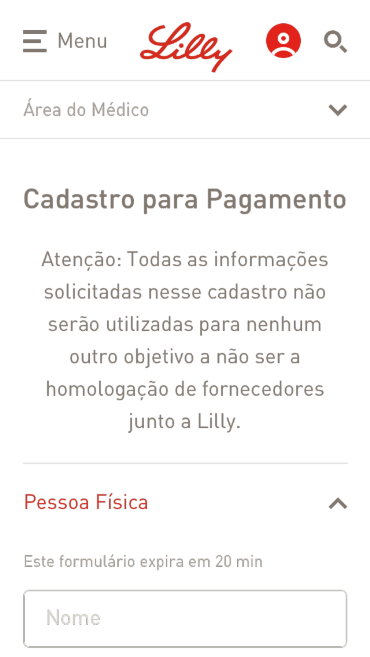 Menu
Lilly
Área do Médico
Cadastro para Pagamento
Atenção: Todas as informações
solicitadas nesse cadastro não
serão utilizadas para nenhum
outro objetivo a não ser a
homologação de fornecedores
junto a Lilly.
Pessoa Física
Este formulário expira em 20 min
Nome